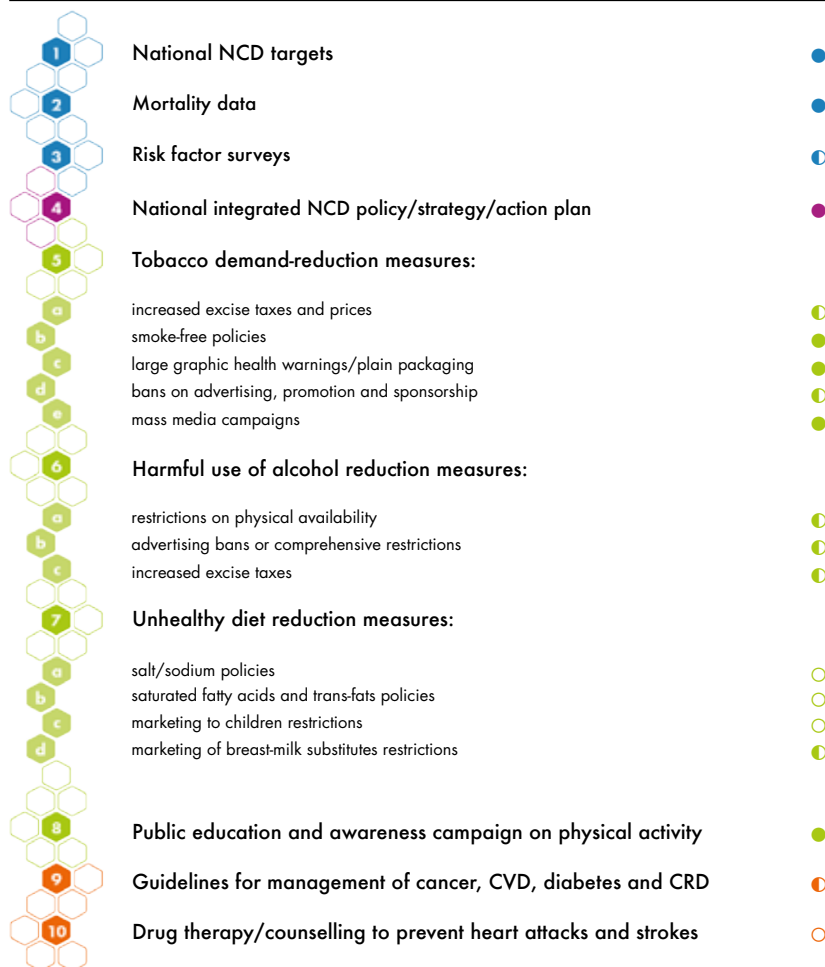 1 National NCD targets ●
2 Mortality data ●
3 Risk factor surveys ◐
4 National integrated NCD policy/strategy/action plan ●
5 Tobacco demand-reduction measures:
a increased excise taxes and prices ◐
b smoke-free policies ●
c large graphic health warnings/plain packaging ●
d bans on advertising, promotion and sponsorship ◐
e mass media campaigns ●
6 Harmful use of alcohol reduction measures:
a restrictions on physical availability ◐
b advertising bans or comprehensive restrictions ◐
c increased excise taxes ◐
7 Unhealthy diet reduction measures:
a salt/sodium policies ○
b saturated fatty acids and trans-fats policies ○
c marketing to children restrictions ○
d marketing of breast-milk substitutes restrictions ◐
8 Public education and awareness campaign on physical activity ●
9 Guidelines for management of cancer, CVD, diabetes and CRD ◐
10 Drug therapy/counselling to prevent heart attacks and strokes ○